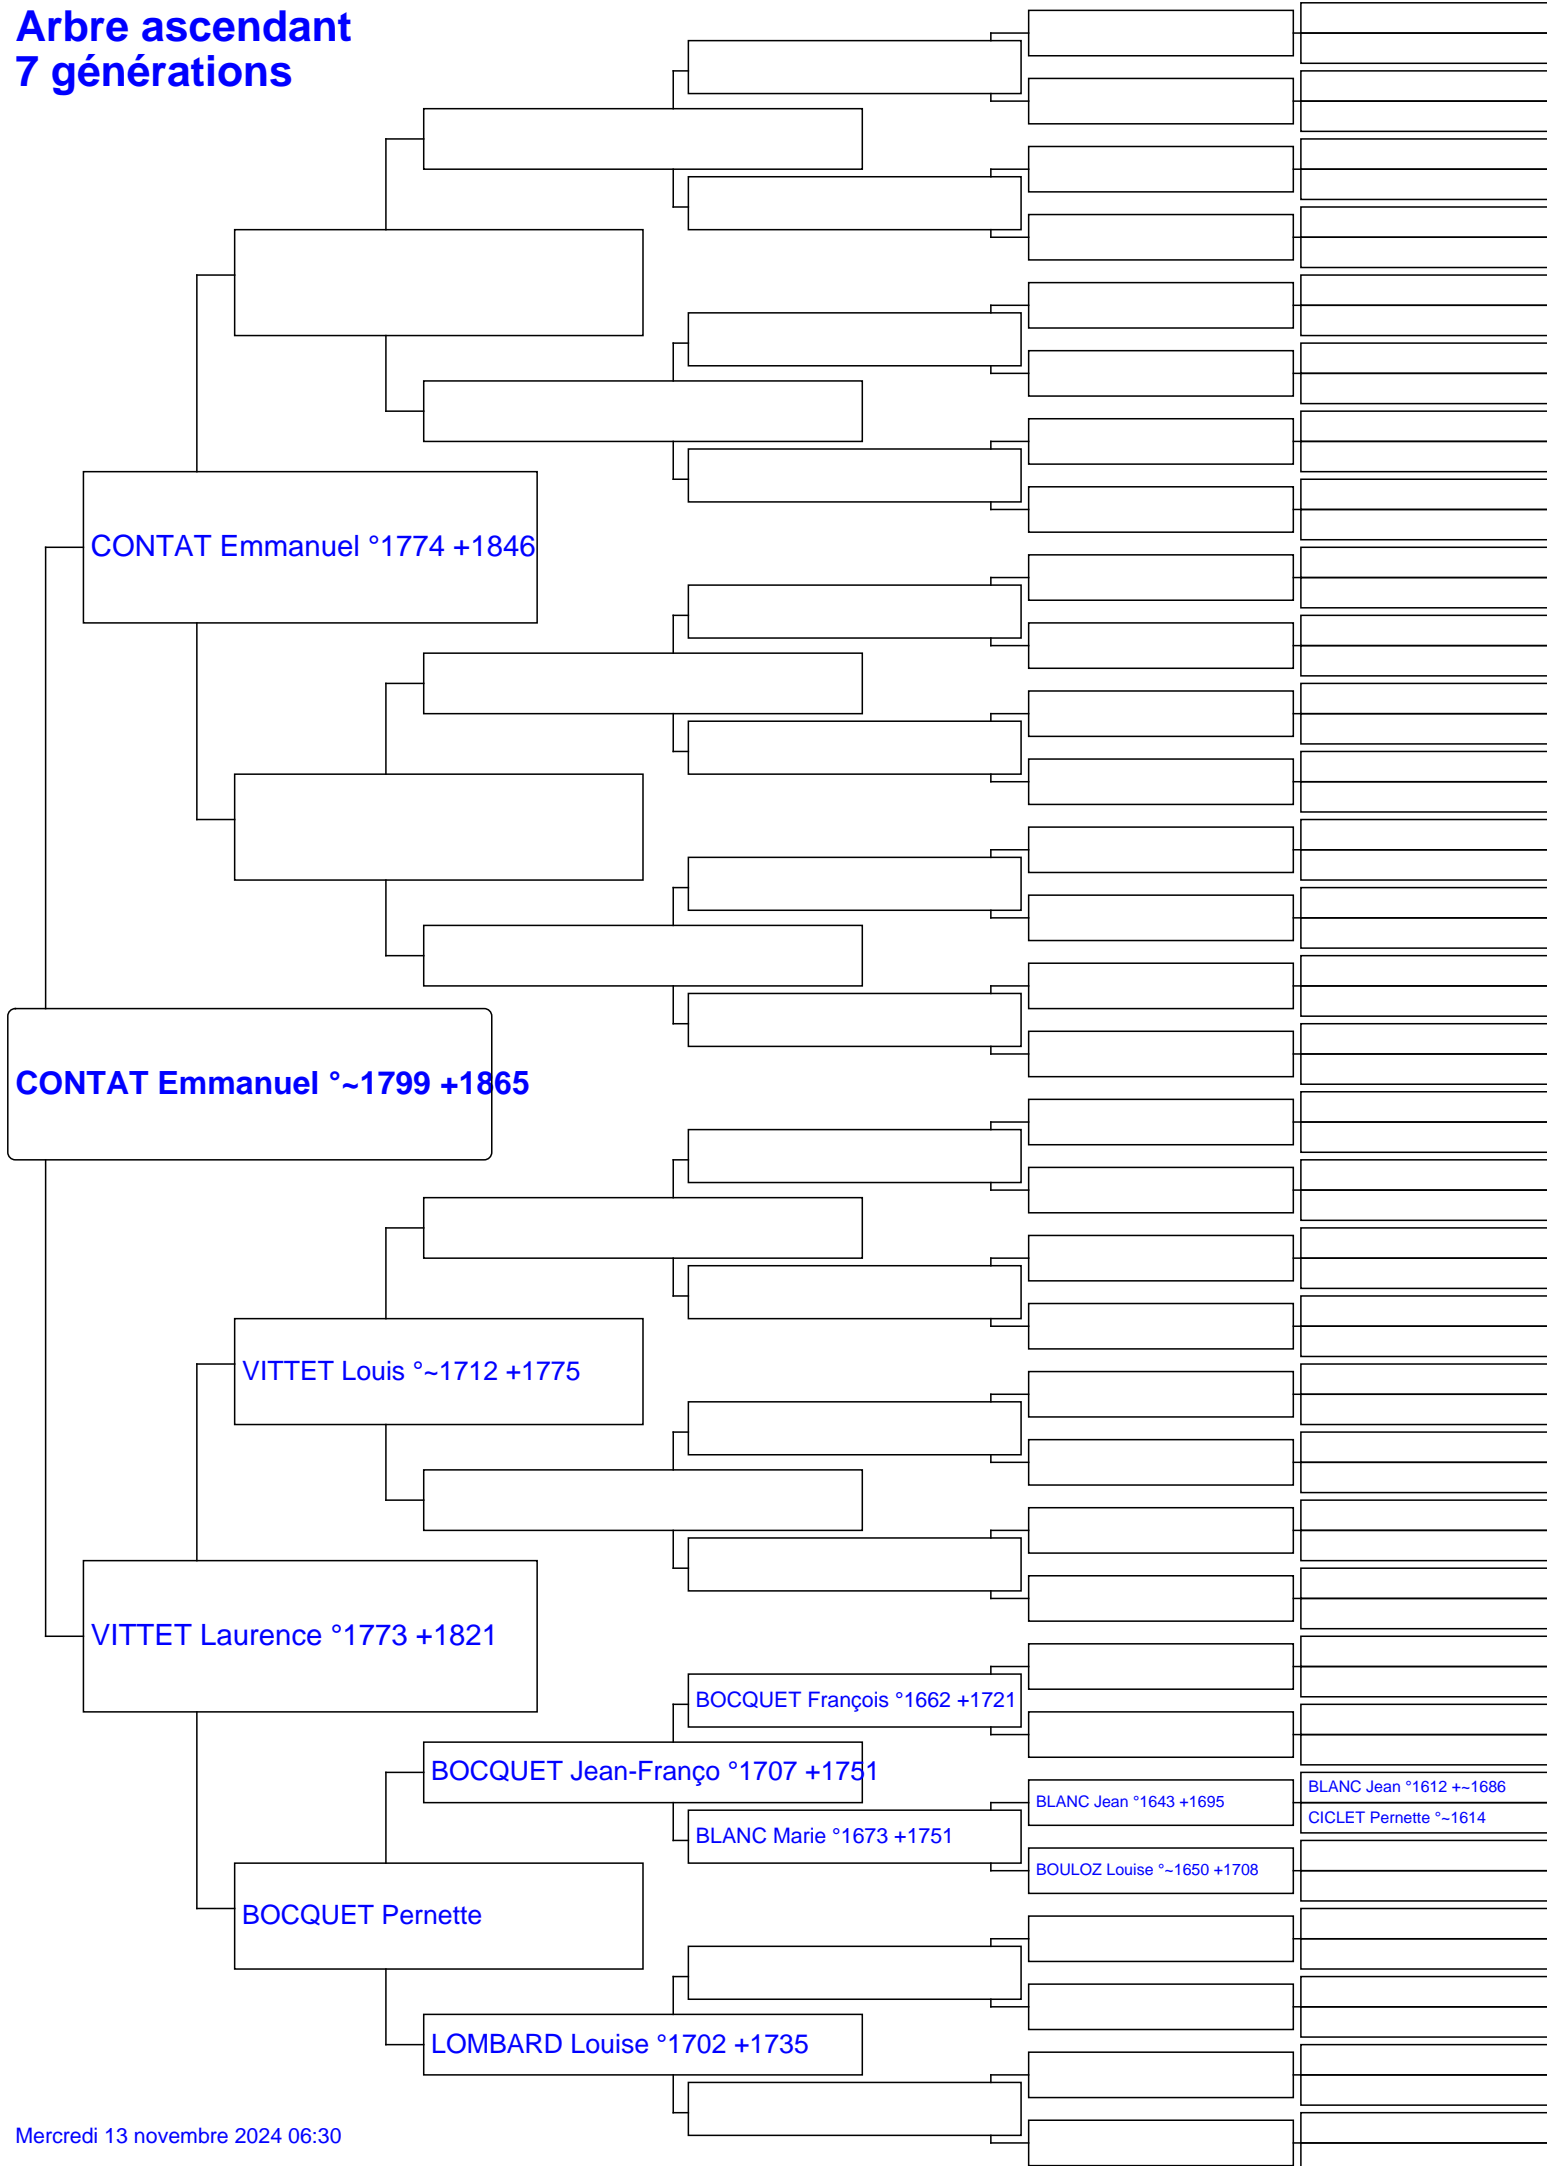 Arbre ascendant
7 générations
CONTAT Emmanuel °1774 +1846
CONTAT Emmanuel °~1799 +1865
VITTET Louis °~1712 +1775
VITTET Laurence °1773 +1821
BOCQUET François °1662 +1721
BOCQUET Jean-Franço °1707 +1751
BLANC Jean °1612 +~1686
BLANC Jean °1643 +1695
CICLET Pernette °~1614
BLANC Marie °1673 +1751
BOULOZ Louise °~1650 +1708
BOCQUET Pernette
LOMBARD Louise °1702 +1735
Mercredi 13 novembre 2024 06:30